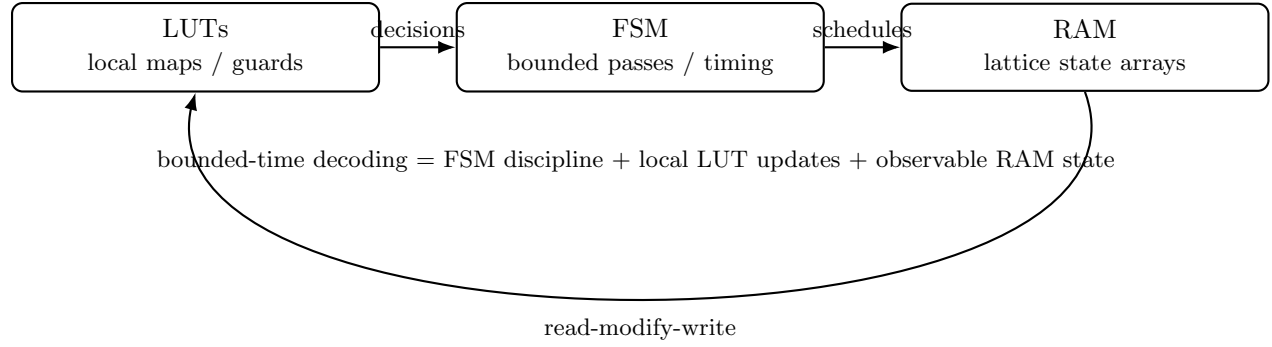 LUTs
local maps / guards
decisions
FSM
bounded passes / timing
schedules
RAM
lattice state arrays
bounded-time decoding = FSM discipline + local LUT updates + observable RAM state
read-modify-write